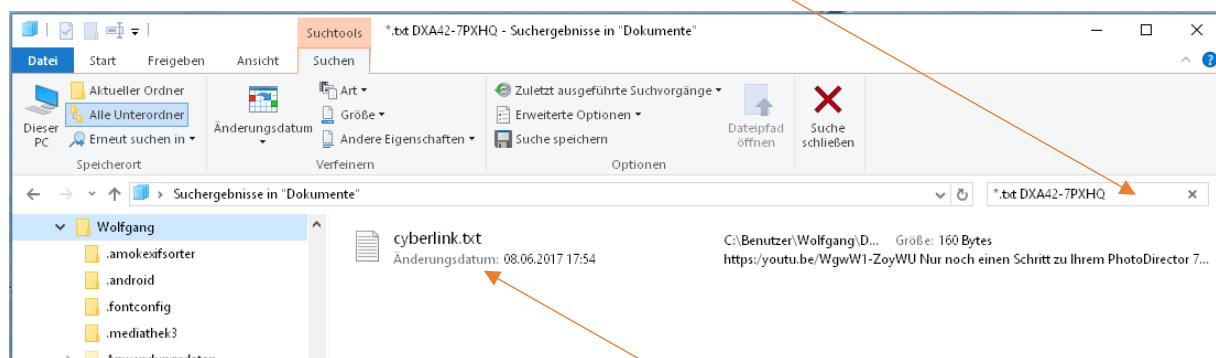 Suchtools
*.txt DXA42-7PXHQ - Suchergebnisse in "Dokumente"
Datei
Start
Freigeben
Ansicht
Suchen
Dieser PC
Aktueller Ordner
Alle Unterordner
Erneut suchen in
Speicherort
Änderungsdatum
Art
Größe
Andere Eigenschaften
Verfeinern
Zuletzt ausgeführte Suchvorgänge
Erweiterte Optionen
Suche speichern
Dateipfad öffnen
Suche schließen
Optionen
Suchergebnisse in "Dokumente"
*.txt DXA42-7PXHQ
Wolfgang
.amokexifsorter
.android
.fontconfig
.mediathek3
cyberlink.txt
Änderungsdatum: 08.06.2017 17:54
C:\Benutzer\Wolfgang\D... Größe: 160 Bytes
https:/youtu.be/WgwW1-ZoyWU Nur noch einen Schritt zu Ihrem PhotoDirector 7...